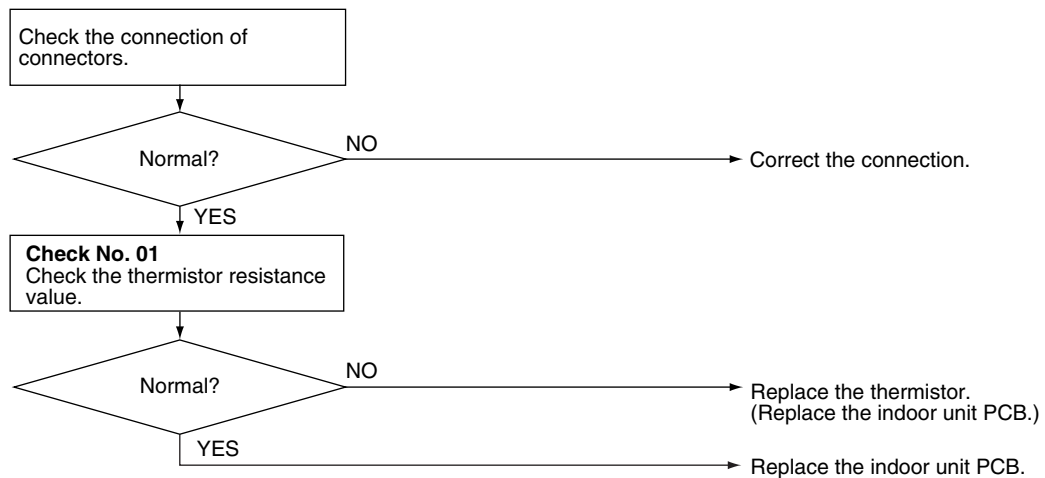 Check the connection of
connectors.
Normal?
NO
Correct the connection.
YES
Check No. 01
Check the thermistor resistance
value.
Normal?
NO
Replace the thermistor.
(Replace the indoor unit PCB.)
YES
Replace the indoor unit PCB.